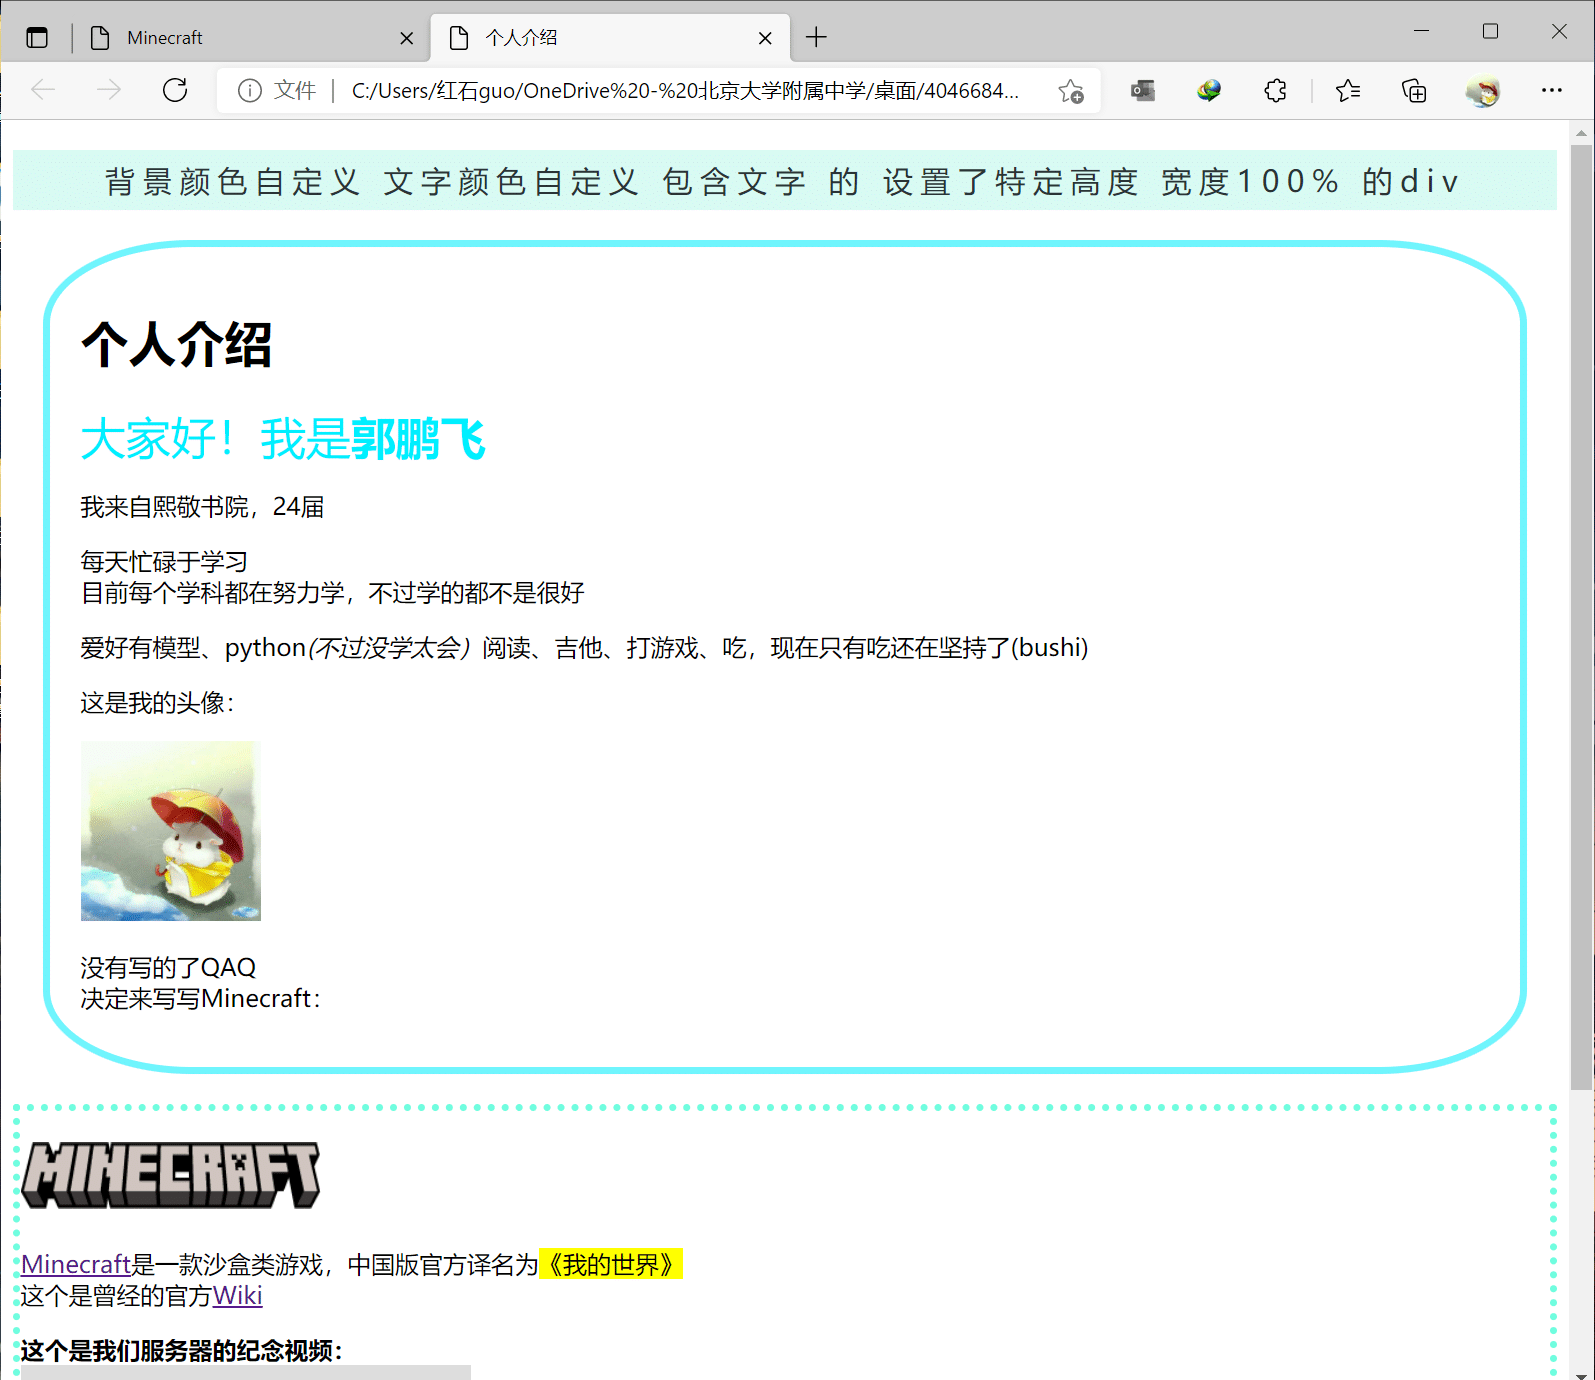 Minecraft
个人介绍
文件 C:/Users/红石guo/OneDrive%20-%20北京大学附属中学/桌面/4046684...
背景颜色自定义 文字颜色自定义 包含文字 的 设置了特定高度 宽度100% 的div
个人介绍
大家好！我是郭鹏飞
我来自熙敬书院，24届
每天忙碌于学习
目前每个学科都在努力学，不过学的都不是很好
爱好有模型、python(不过没学太会）阅读、吉他、打游戏、吃，现在只有吃还在坚持了(bushi)
这是我的头像：
没有写的了QAQ
决定来写写Minecraft：
MINECRAFT
Minecraft是一款沙盒类游戏，中国版官方译名为《我的世界》
这个是曾经的官方Wiki
这个是我们服务器的纪念视频：